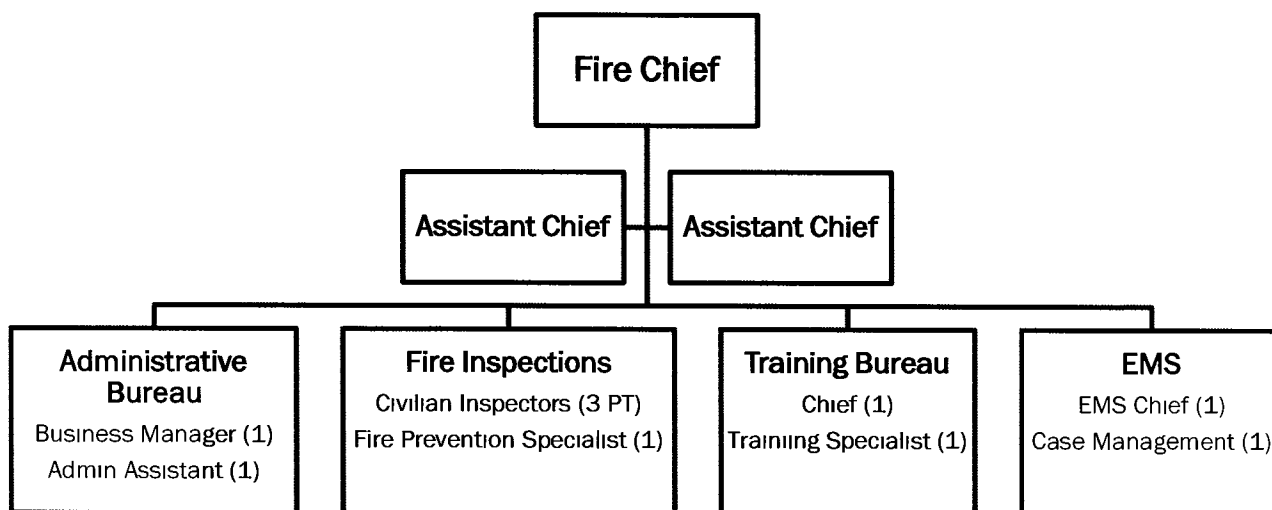 Fire Chief
Assistant Chief
Assistant Chief
Administrative
Bureau
Business Manager (1)
Admin Assistant (1)
Fire Inspections
Civilian Inspectors (3 PT)
Fire Prevention Specialist (1)
Training Bureau
Chief (1)
Training Specialist (1)
EMS
EMS Chief (1)
Case Management (1)